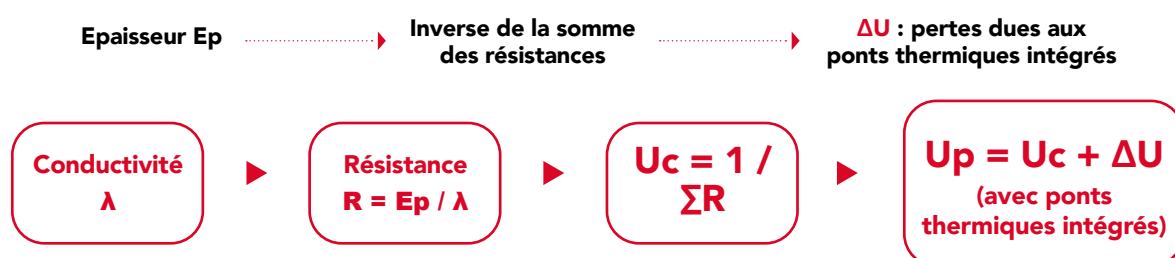 Epaisseur Ep
Inverse de la somme
des résistances
ΔU : pertes dues aux
ponts thermiques intégrés
Conductivité
λ
Résistance
R = Ep / λ
Uc = 1 /
∑R
Up = Uc + ΔU
(avec ponts
thermiques intégrés)